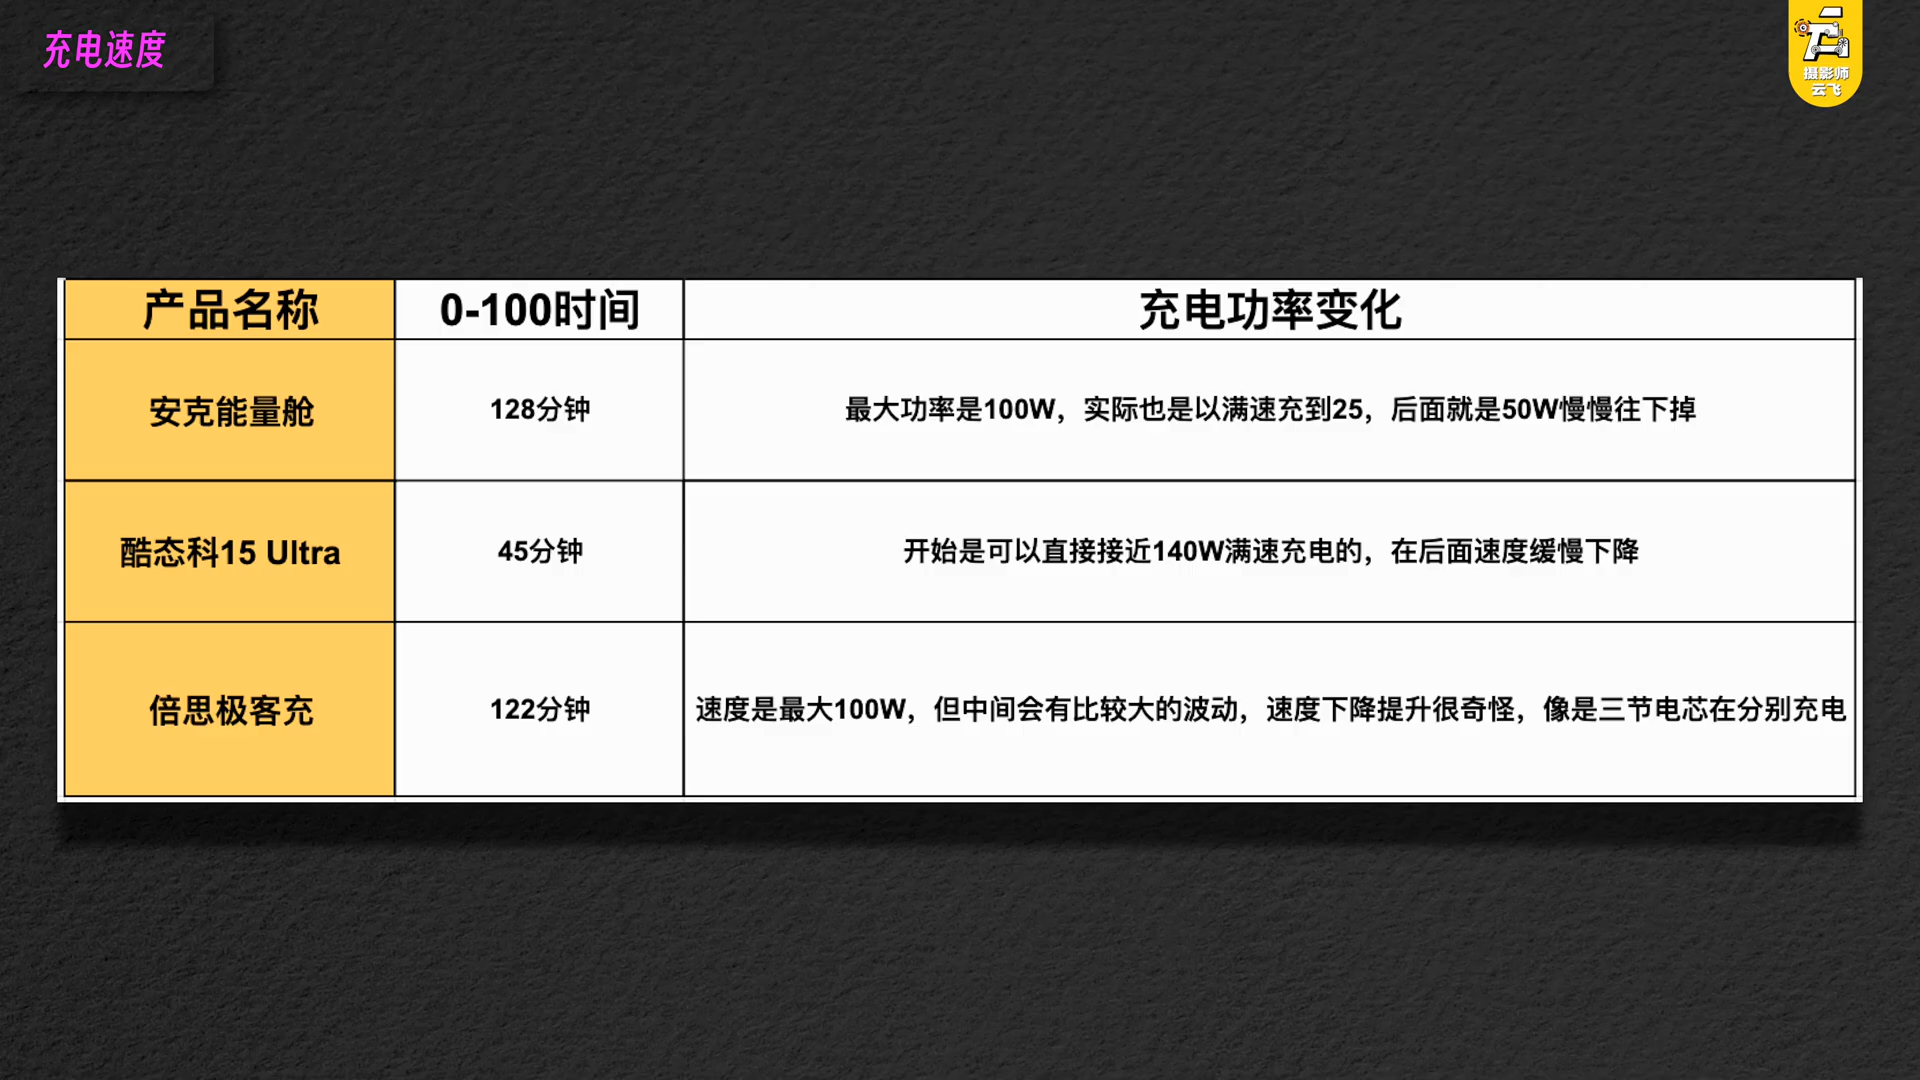 充电速度
摄影师
云飞
产品名称 0-100时间 充电功率变化
安克能量舱 128分钟 最大功率是100W，实际也是以满速充到25，后面就是50W慢慢往下掉
酷态科15 Ultra 45分钟 开始是可以直接接近140W满速充电的，在后面速度缓慢下降
倍思极客充 122分钟 速度是最大100W，但中间会有比较大的波动，速度下降提升很奇怪，像是三节电芯在分别充电